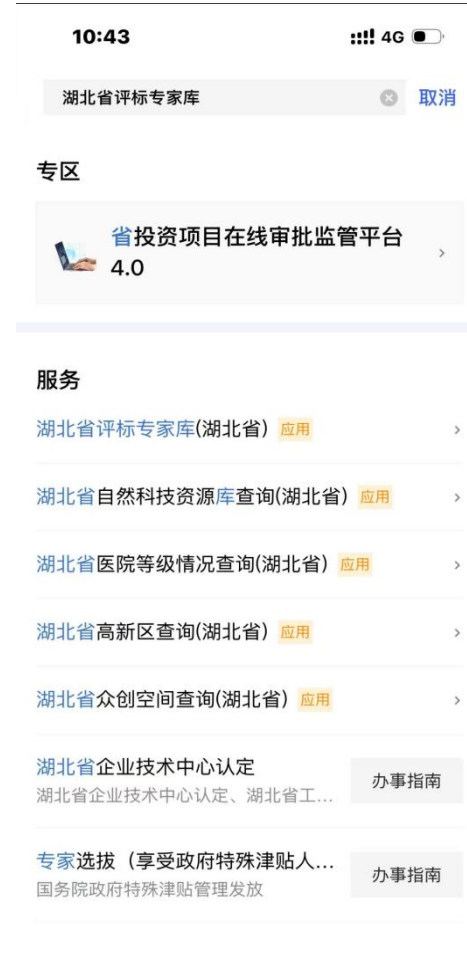 10:43 4G
湖北省评标专家库 取消
专区
省投资项目在线审批监管平台
4.0
服务
湖北省评标专家库(湖北省) 应用
湖北省自然科技资源库查询(湖北省) 应用
湖北省医院等级情况查询(湖北省) 应用
湖北省高新区查询(湖北省) 应用
湖北省众创空间查询(湖北省) 应用
湖北省企业技术中心认定
湖北省企业技术中心认定、湖北省工...
办事指南
专家选拔（享受政府特殊津贴人...
国务院政府特殊津贴管理发放
办事指南